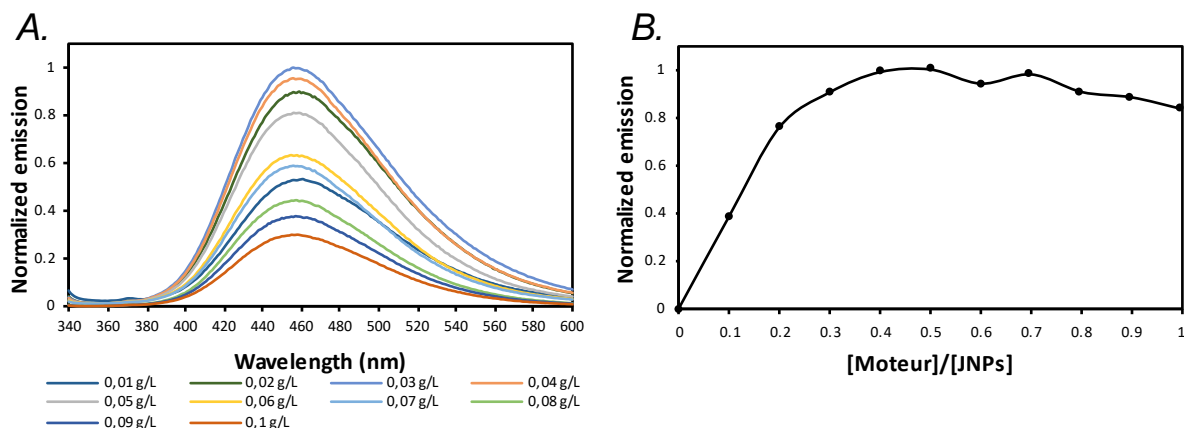 A.
Normalized emission
1
0.8
0.6
0.4
0.2
0
340 360 380 400 420 440 460 480 500 520 540 560 580 600
Wavelength (nm)
0,01 g/L 0,02 g/L 0,03 g/L 0,04 g/L
0,05 g/L 0,06 g/L 0,07 g/L 0,08 g/L
0,09 g/L 0,1 g/L
B.
Normalized emission
1
0.8
0.6
0.4
0.2
0
0 0.1 0.2 0.3 0.4 0.5 0.6 0.7 0.8 0.9 1
[Moteur]/[JNPs]